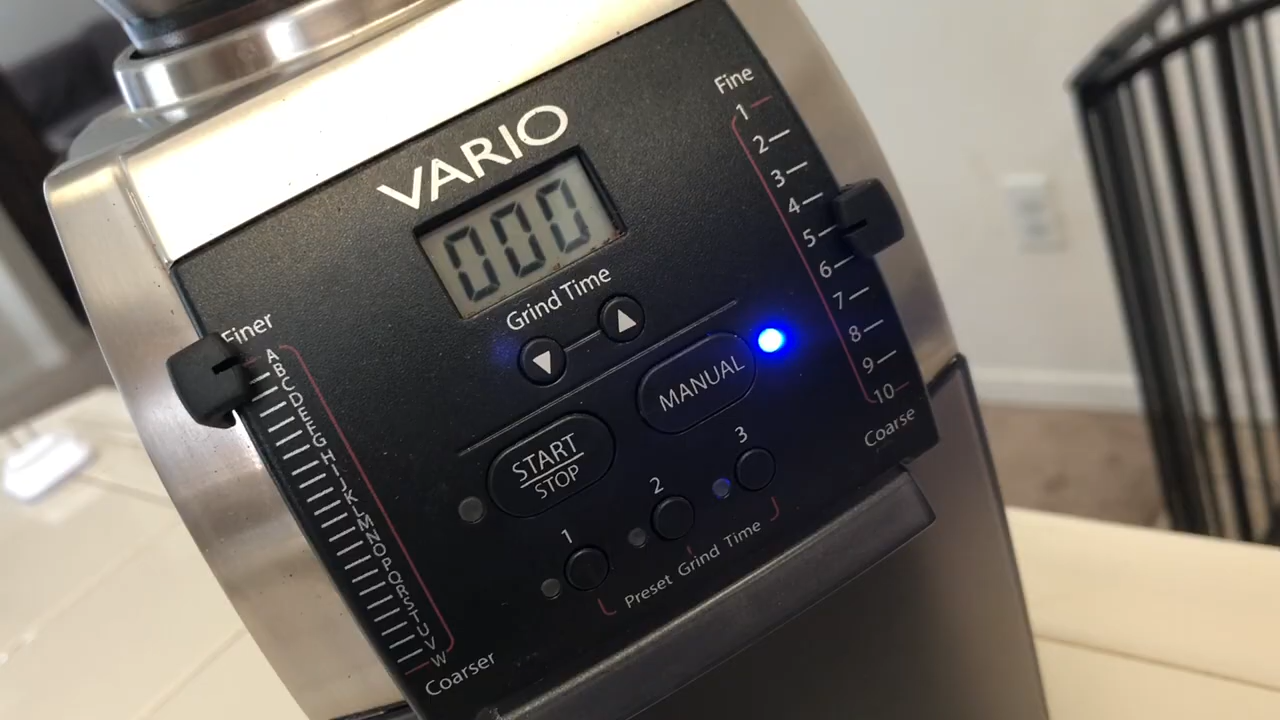 VARIO
000
Grind Time
Fine
1
2
3
4
5
6
7
8
9
10
Coarse
Finer
A
B
C
D
E
F
G
H
I
J
K
L
M
N
O
P
Q
R
S
T
U
V
W
Coarser
MANUAL
START
STOP
1
2
3
Preset Grind Time